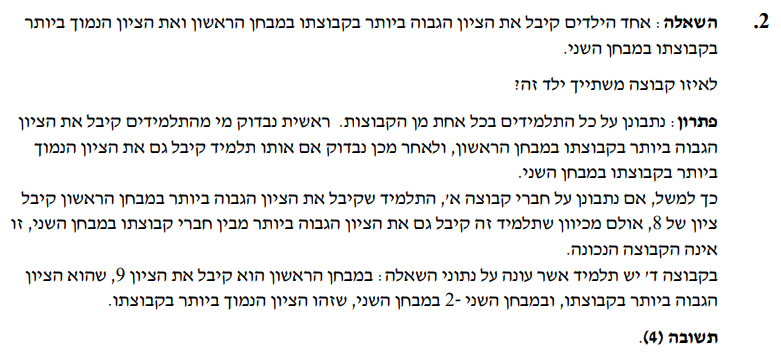 2. השאלה: אחד הילדים קיבל את הציון הגבוה ביותר בקבוצתו במבחן הראשון ואת הציון הנמוך ביותר
בקבוצתו במבחן השני.
לאיזו קבוצה משתייך ילד זה?
פתרון: נתבונן על כל התלמידים בכל אחת מן הקבוצות. ראשית נבדוק מי מהתלמידים קיבל את הציון
הגבוה ביותר בקבוצתו במבחן הראשון, ולאחר מכן נבדוק אם אותו תלמיד קיבל גם את הציון הנמוך
ביותר בקבוצתו במבחן השני.
כך למשל, אם נתבונן על חברי קבוצה א׳, התלמיד שקיבל את הציון הגבוה ביותר במבחן הראשון קיבל
ציון של 8, אולם מכיוון שתלמיד זה קיבל גם את הציון הגבוה ביותר מבין חברי קבוצתו במבחן השני, זו
אינה הקבוצה הנכונה.
בקבוצה ד׳ יש תלמיד אשר עונה על נתוני השאלה: במבחן הראשון הוא קיבל את הציון 9, שהוא הציון
הגבוה ביותר בקבוצתו, ובמבחן השני -2 במבחן השני, שזהו הציון הנמוך ביותר בקבוצתו.
תשובה (4).